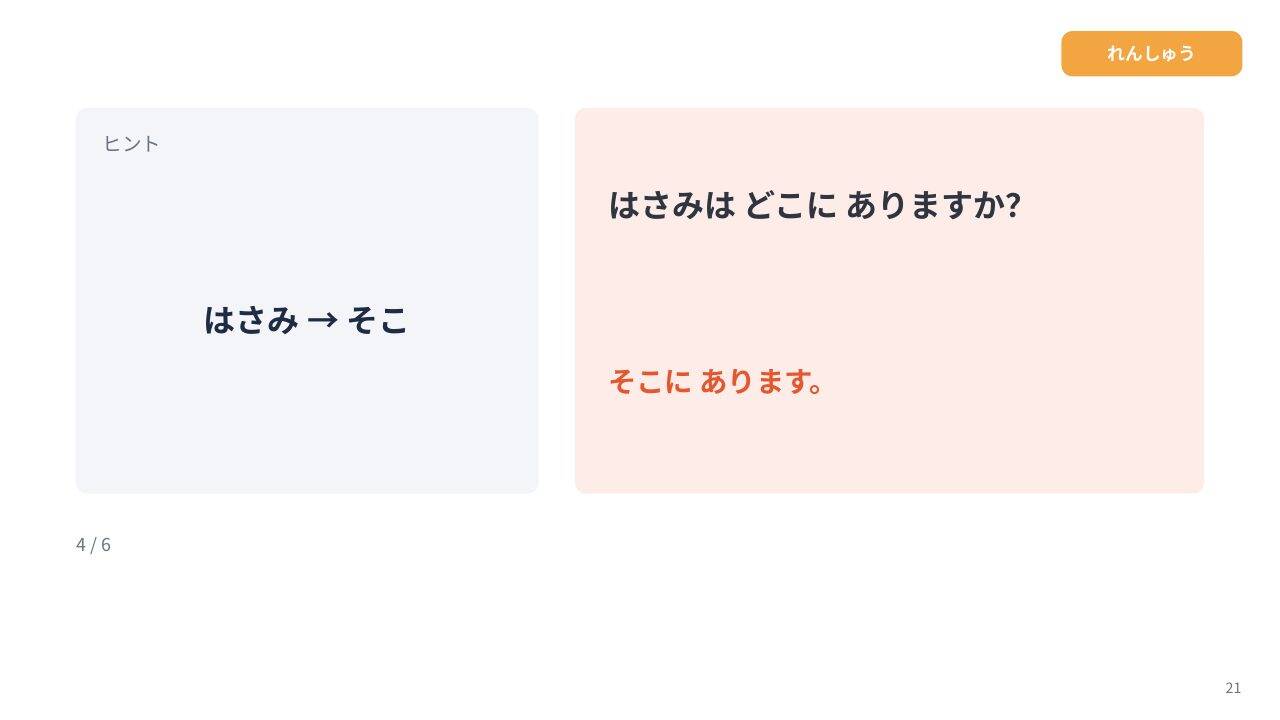 れんしゅう
ヒント
はさみ → そこ
はさみは どこに ありますか?
そこに あります。
4 / 6
21